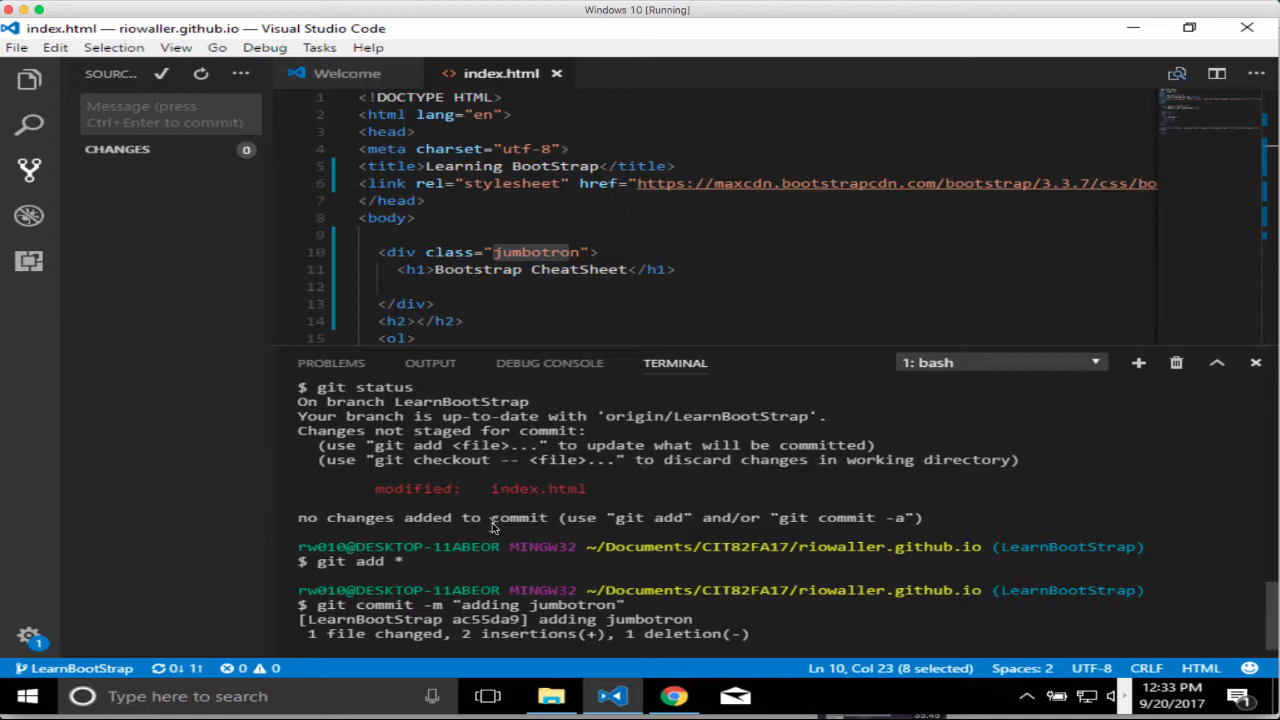 Windows 10 [Running]
index.html — riowaller.github.io — Visual Studio Code
File Edit Selection View Go Debug Tasks Help
SOURC..
Welcome
<> index.html
Message (press
Ctrl+Enter to commit)
CHANGES 0
1 <!DOCTYPE HTML>
2 <html lang="en">
3 <head>
4 <meta charset="utf-8">
5 <title>Learning BootStrap</title>
6 <link rel="stylesheet" href="https://maxcdn.bootstrapcdn.com/bootstrap/3.3.7/css/bo
7 </head>
8 <body>
9
10 <div class="jumbotron">
11 <h1>Bootstrap CheatSheet</h1>
12
13 </div>
14 <h2></h2>
15 <ol>
PROBLEMS OUTPUT DEBUG CONSOLE TERMINAL 1: bash
$ git status
On branch LearnBootStrap
Your branch is up-to-date with 'origin/LearnBootStrap'.
Changes not staged for commit:
(use "git add <file>..." to update what will be committed)
(use "git checkout -- <file>..." to discard changes in working directory)
modified: index.html
no changes added to commit (use "git add" and/or "git commit -a")
rw010@DESKTOP-11ABEOR MINGW32 ~/Documents/CIT82FA17/riowaller.github.io (LearnBootStrap)
$ git add *
rw010@DESKTOP-11ABEOR MINGW32 ~/Documents/CIT82FA17/riowaller.github.io (LearnBootStrap)
$ git commit -m "adding jumbotron"
[LearnBootStrap ac55da9] adding jumbotron
1 file changed, 2 insertions(+), 1 deletion(-)
1
LearnBootStrap 0↓ 1↑ 0 0 Ln 10, Col 23 (8 selected) Spaces: 2 UTF-8 CRLF HTML
Type here to search
12:33 PM
9/20/2017
1